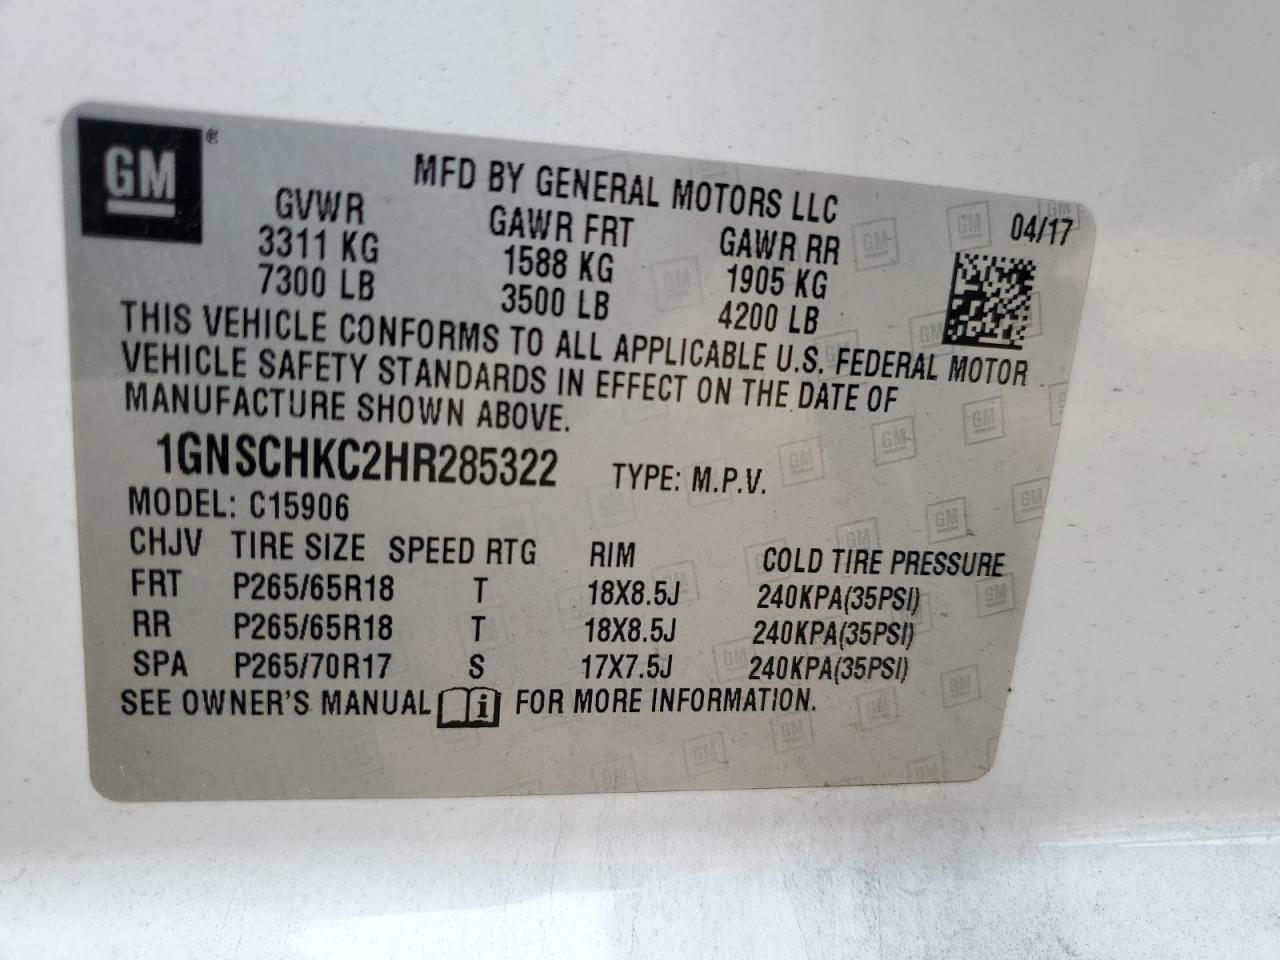 GM ®
MFD BY GENERAL MOTORS LLC
04/17
GVWR GAWR FRT GAWR RR
3311 KG 1588 KG 1905 KG
7300 LB 3500 LB 4200 LB
THIS VEHICLE CONFORMS TO ALL APPLICABLE U.S. FEDERAL MOTOR
VEHICLE SAFETY STANDARDS IN EFFECT ON THE DATE OF
MANUFACTURE SHOWN ABOVE.
1GNSCHKC2HR285322 TYPE: M.P.V.
MODEL: C15906
CHJV TIRE SIZE SPEED RTG RIM COLD TIRE PRESSURE
FRT P265/65R18 T 18X8.5J 240KPA(35PSI)
RR P265/65R18 T 18X8.5J 240KPA(35PSI)
SPA P265/70R17 S 17X7.5J 240KPA(35PSI)
SEE OWNER'S MANUAL i FOR MORE INFORMATION.